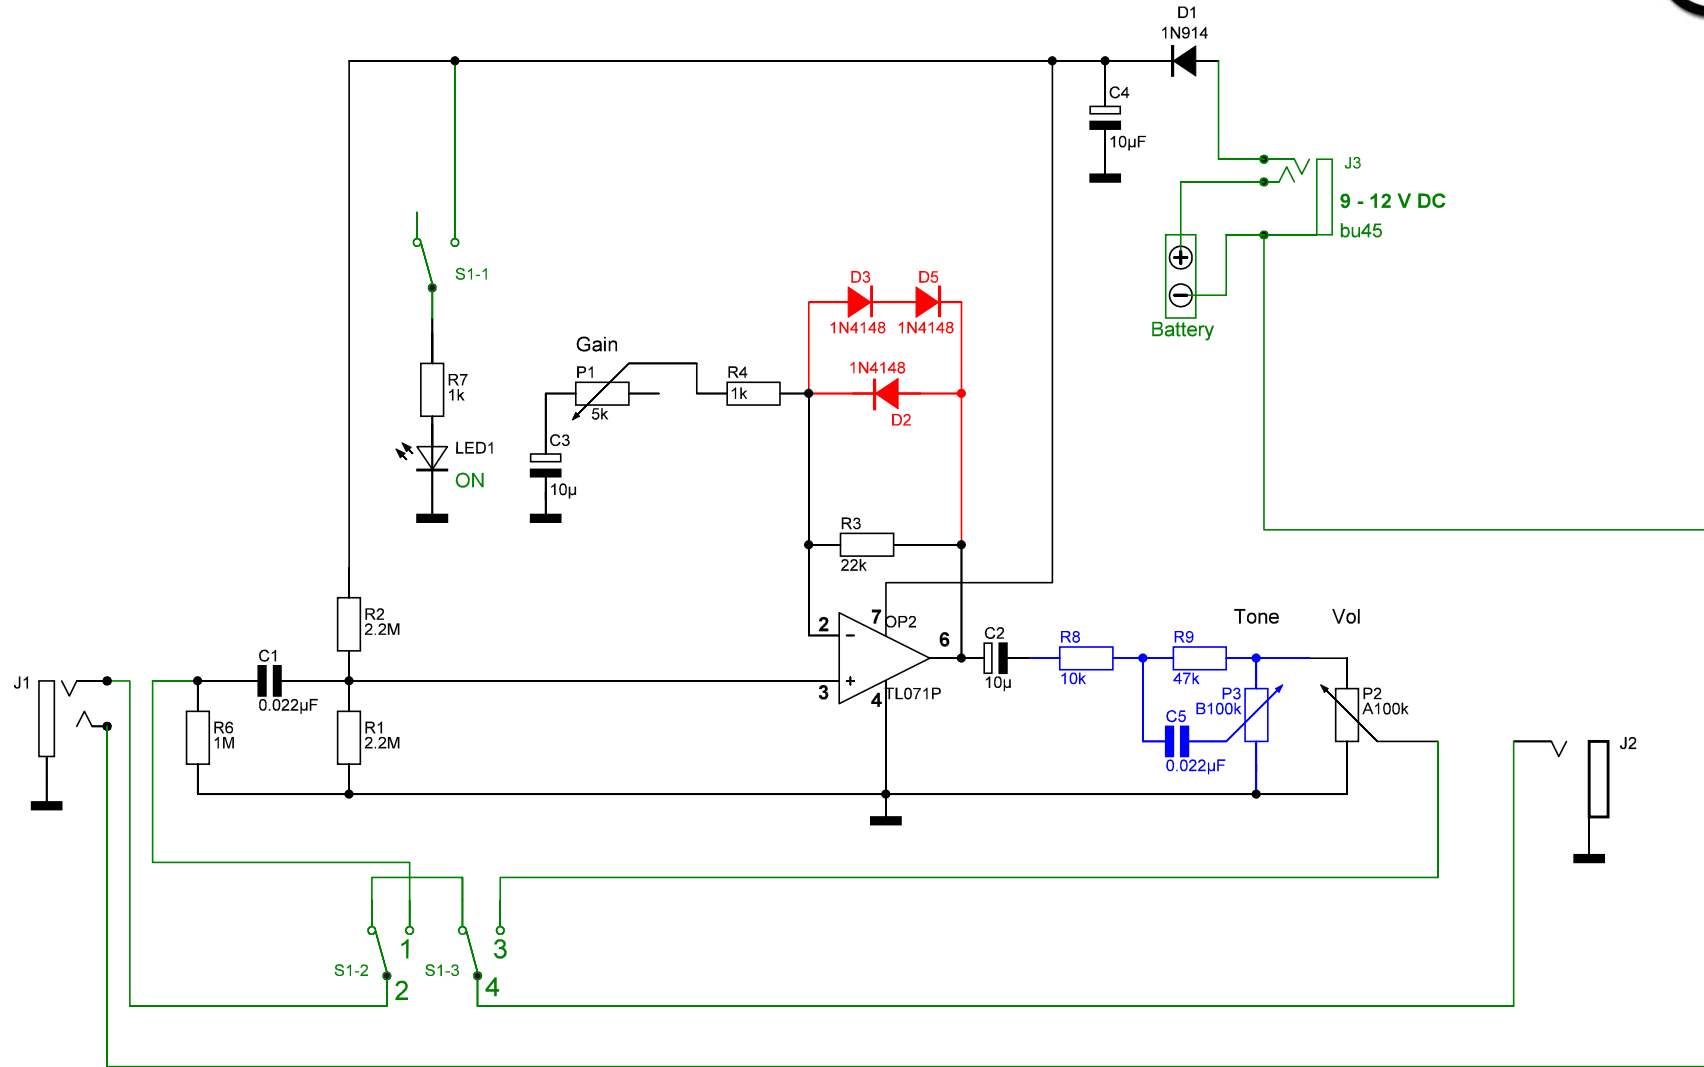 D1
1N914
C4
10µF
J3
9 - 12 V DC
bu45
S1-1
D3
D5
1N4148
1N4148
Battery
Gain
P1
5k
R4
1k
1N4148
D2
R7
1k
C3
10µ
LED1
ON
R3
22k
R2
2.2M
2
7
OP2
6
C2
10µ
R8
10k
R9
47k
Tone
Vol
J1
C1
0.022µF
3
4
TL071P
P3
B100k
P2
A100k
R6
1M
R1
2.2M
C5
0.022µF
J2
1
3
S1-2
S1-3
2
4